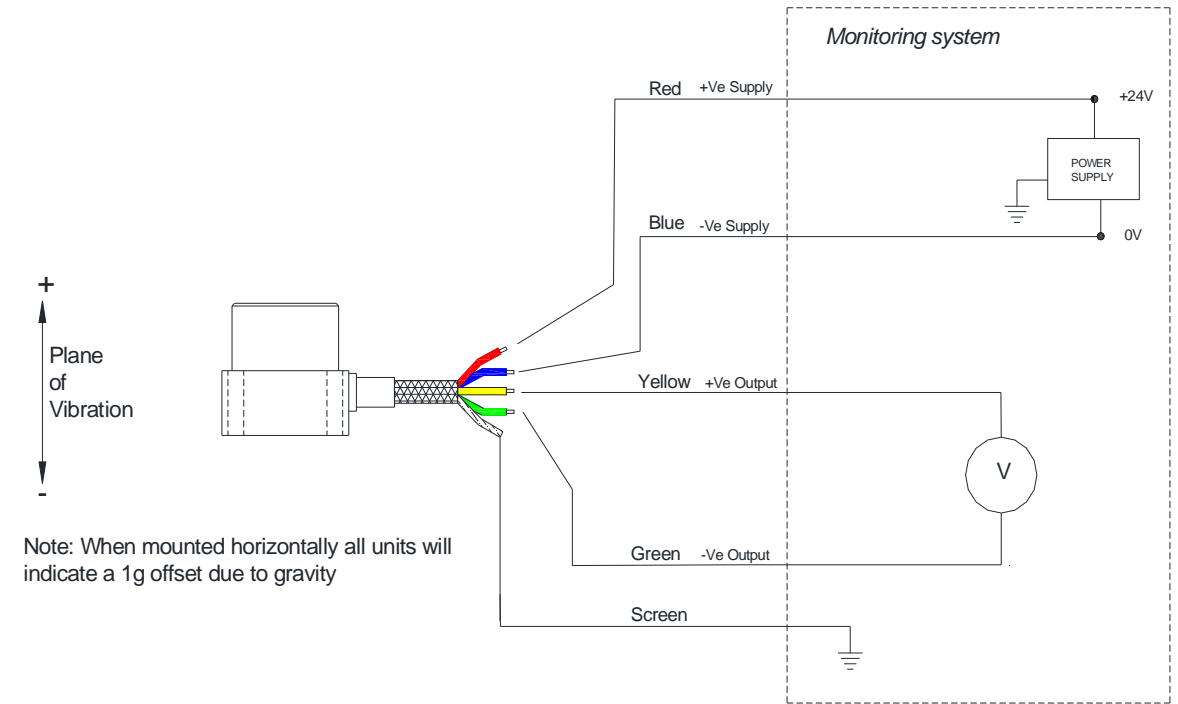 Monitoring system
Red +Ve Supply
+24V
POWER
SUPPLY
Blue -Ve Supply
0V
+
Plane
of
Vibration
-
Yellow +Ve Output
V
Note: When mounted horizontally all units will
indicate a 1g offset due to gravity
Green -Ve Output
Screen